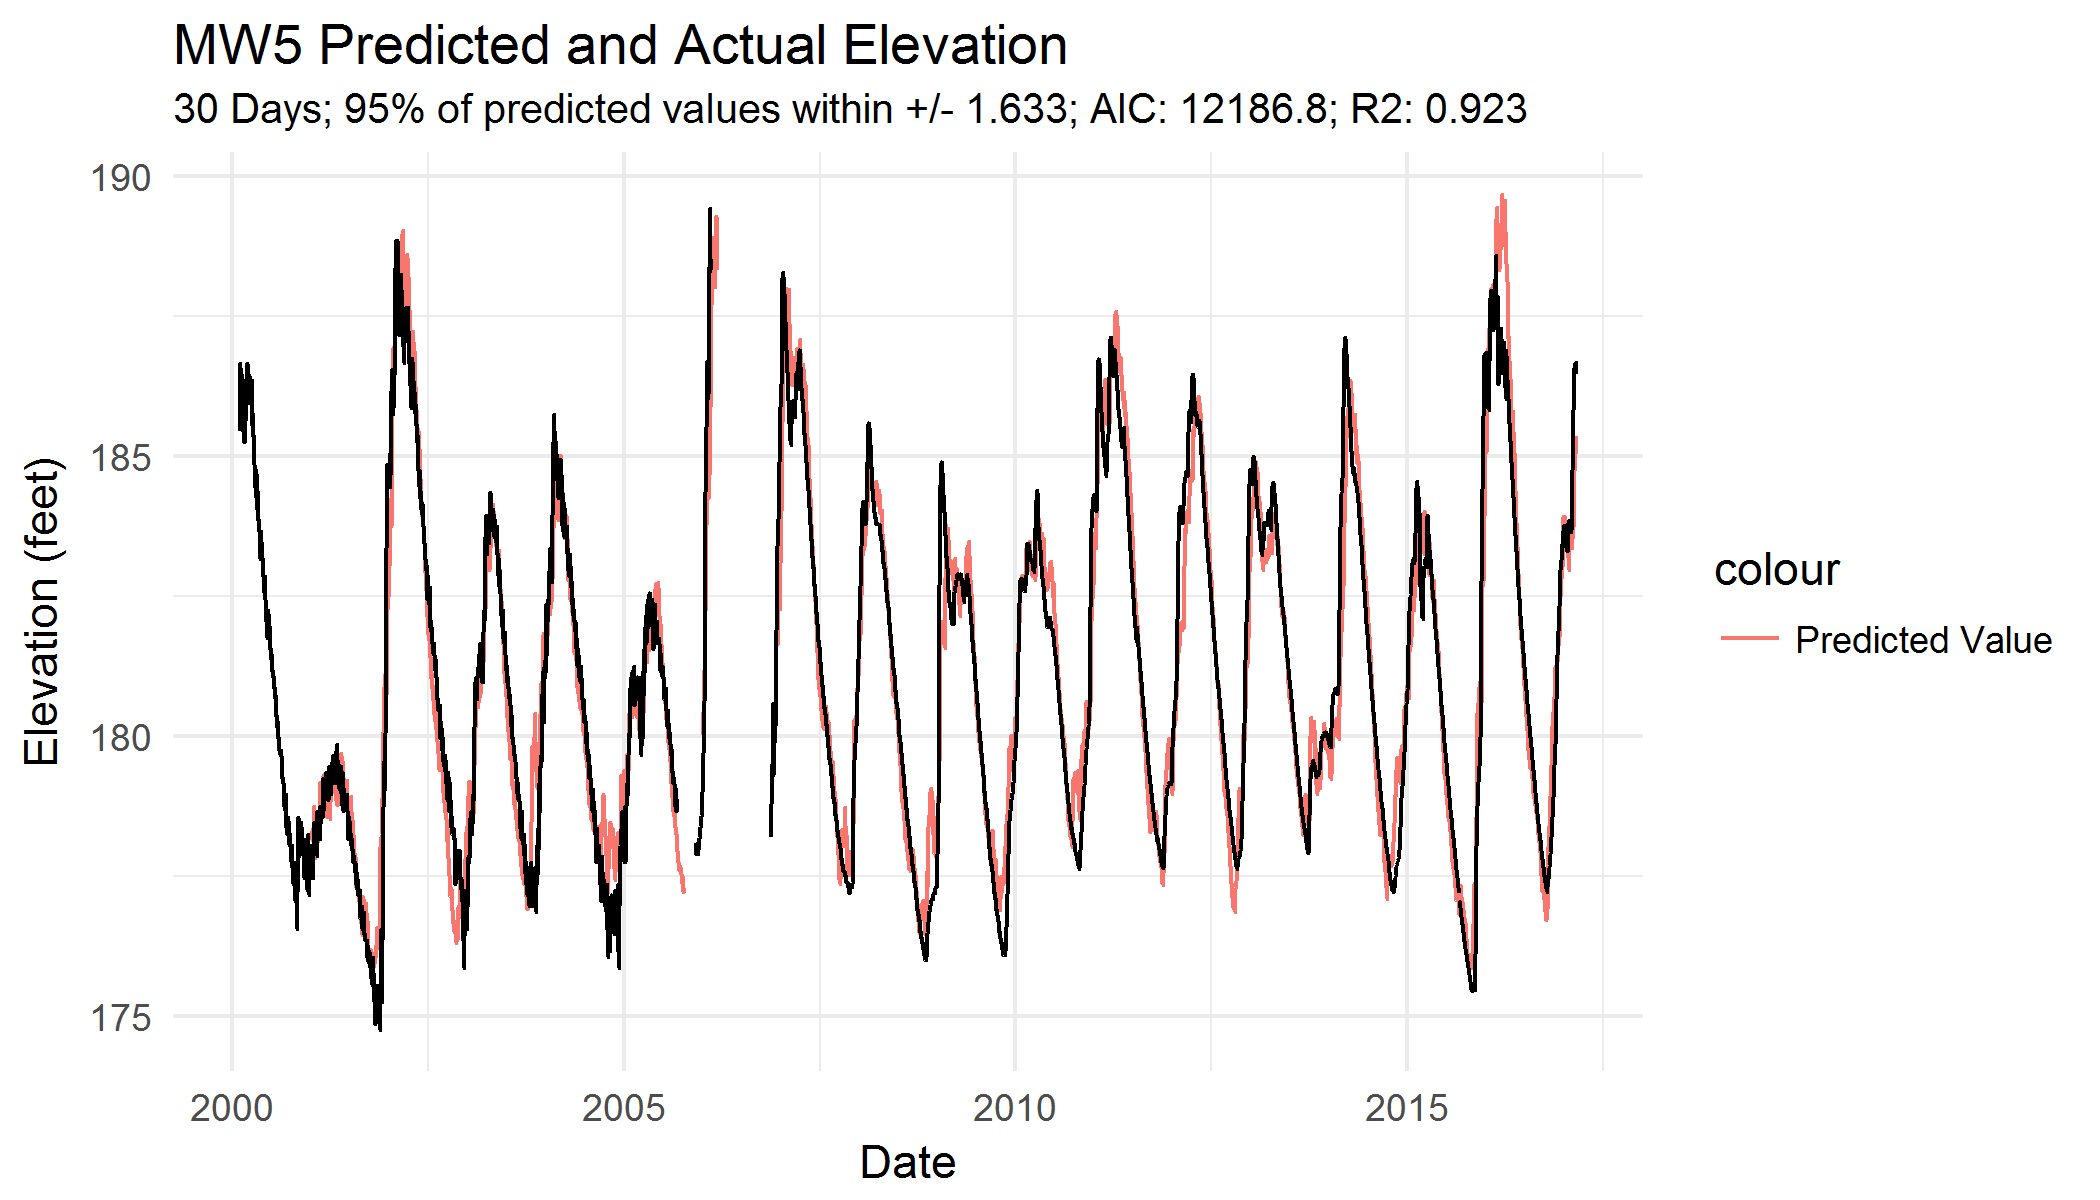 MW5 Predicted and Actual Elevation
30 Days; 95% of predicted values within +/- 1.633; AIC: 12186.8; R2: 0.923
190
185
180
175
Elevation (feet)
2000 2005 2010 2015
Date
colour
Predicted Value